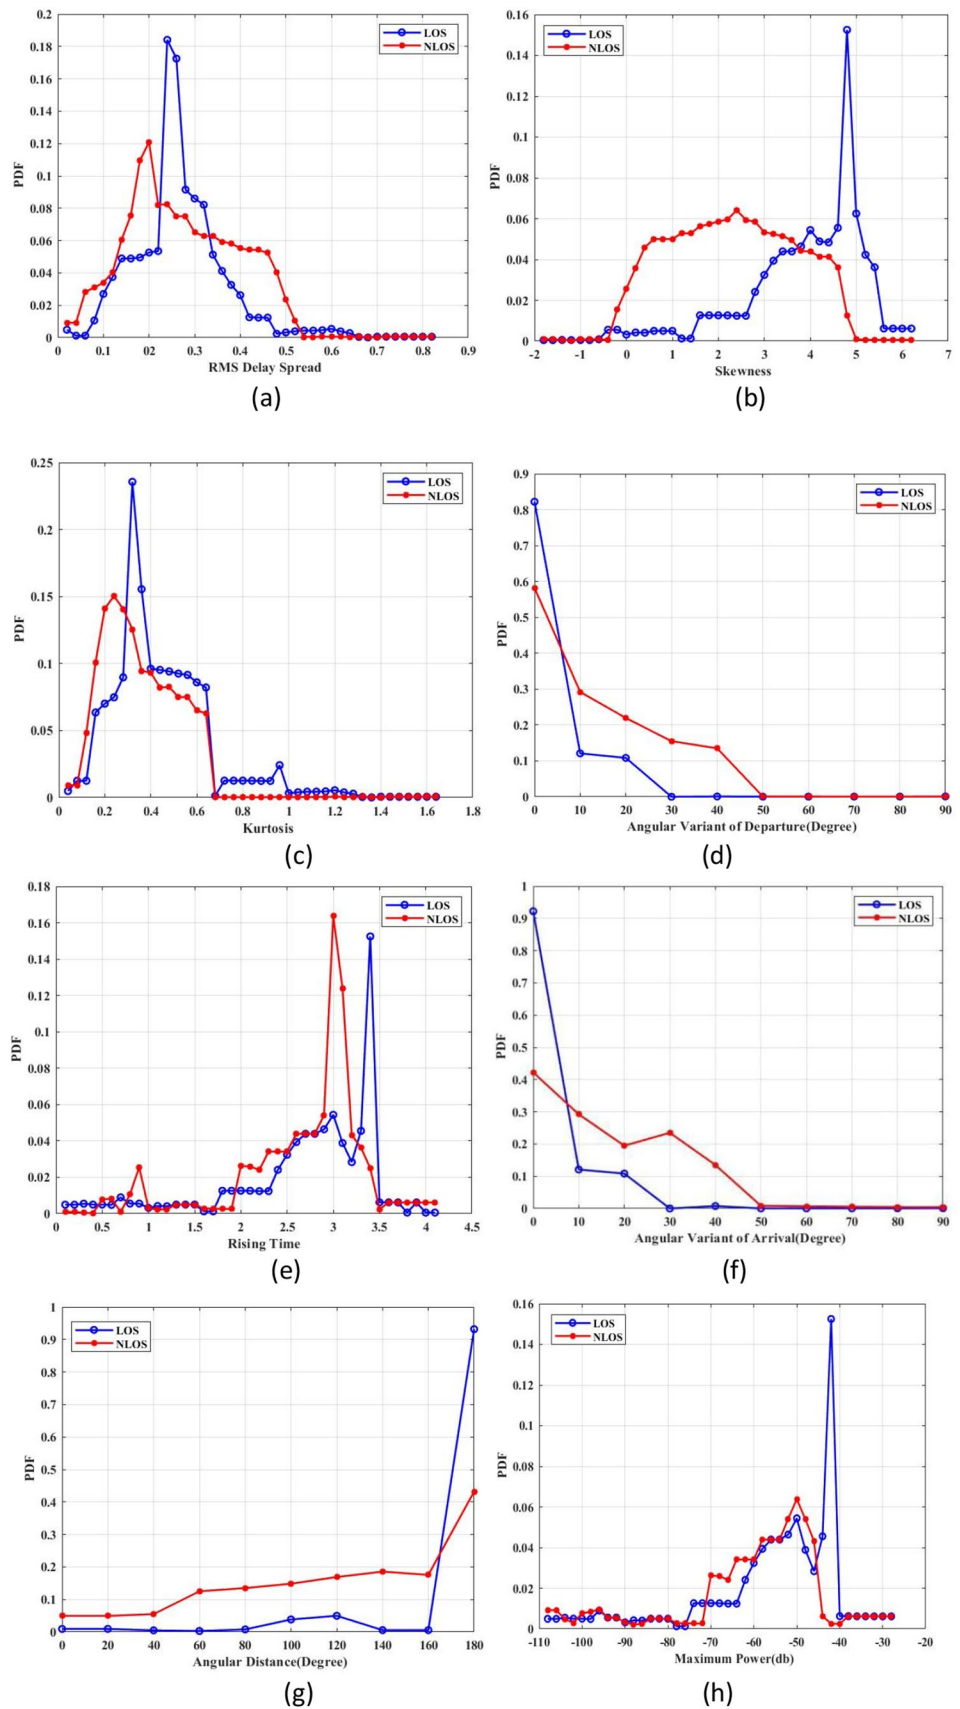 0.2
0.18
0.16
0.14
0.12
0.1
0.08
0.06
0.04
0.02
0
PDF
LOS
NLOS
0 0.1 02 0.3 0.4 0.5 0.6 0.7 0.8 0.9
RMS Delay Spread
(a)
0.16
0.14
0.12
0.1
0.08
0.06
0.04
0.02
0
PDF
LOS
NLOS
-2 -1 0 1 2 3 4 5 6 7
Skewness
(b)
0.25
0.2
0.15
0.1
0.05
0
PDF
LOS
NLOS
0 0.2 0.4 0.6 0.8 1 1.2 1.4 1.6 1.8
Kurtosis
(c)
0.9
0.8
0.7
0.6
0.5
0.4
0.3
0.2
0.1
0
PDF
LOS
NLOS
0 10 20 30 40 50 60 70 80 90
Angular Variant of Departure(Degree)
(d)
0.18
0.16
0.14
0.12
0.1
0.08
0.06
0.04
0.02
0
PDF
LOS
NLOS
0 0.5 1 1.5 2 2.5 3 3.5 4 4.5
Rising Time
(e)
1
0.9
0.8
0.7
0.6
0.5
0.4
0.3
0.2
0.1
0
PDF
LOS
NLOS
0 10 20 30 40 50 60 70 80 90
Angular Variant of Arrival(Degree)
(f)
1
0.9
0.8
0.7
0.6
0.5
0.4
0.3
0.2
0.1
0
PDF
LOS
NLOS
0 20 40 60 80 100 120 140 160 180
Angular Distance(Degree)
(g)
0.16
0.14
0.12
0.1
0.08
0.06
0.04
0.02
0
PDF
LOS
NLOS
-110 -100 -90 -80 -70 -60 -50 -40 -30 -20
Maximum Power(db)
(h)